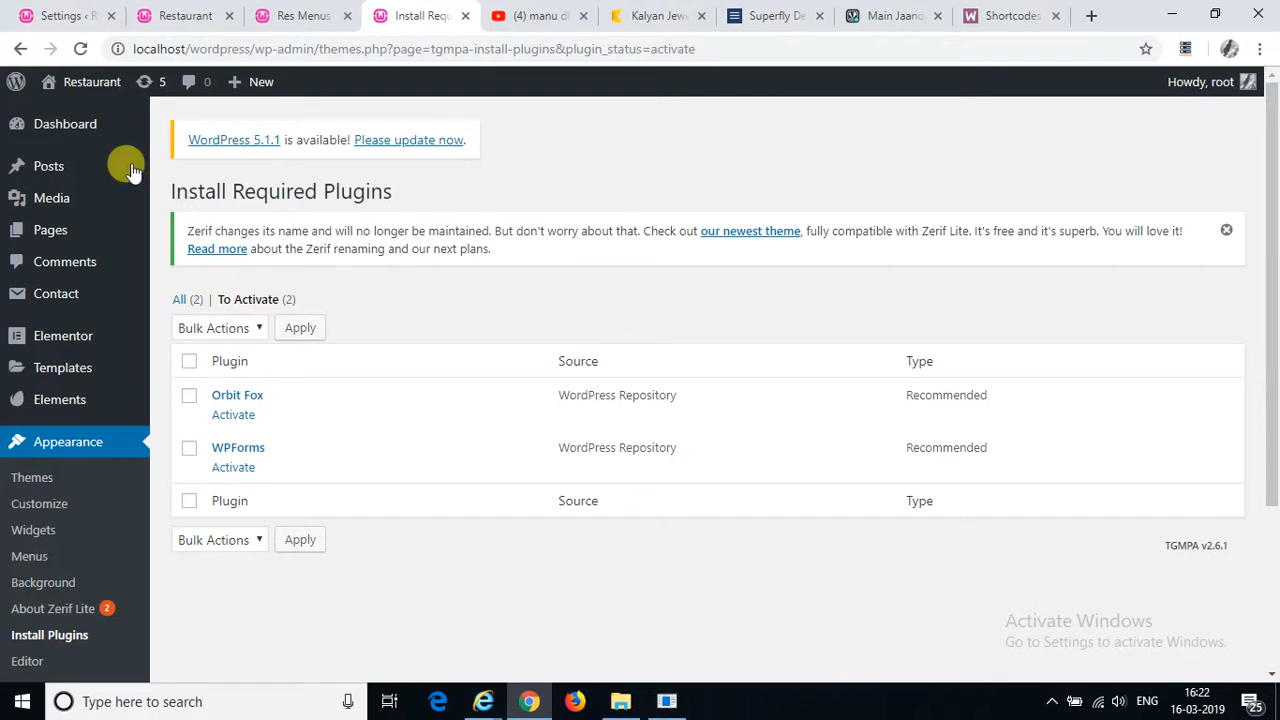 Settings ‹ R
Restaurant
Res Menus
Install Requ
(4) manu di
Kalyan Jewe
Superfly De
Main Jaand
Shortcodes
localhost/wordpress/wp-admin/themes.php?page=tgmpa-install-plugins&plugin_status=activate
Restaurant
5
0
New
Howdy, root
Dashboard
Posts
Media
Pages
Comments
Contact
Elementor
Templates
Elements
Appearance
Themes
Customize
Widgets
Menus
Background
About Zerif Lite 2
Install Plugins
Editor
WordPress 5.1.1 is available! Please update now.
Install Required Plugins
Zerif changes its name and will no longer be maintained. But don't worry about that. Check out our newest theme, fully compatible with Zerif Lite. It's free and it's superb. You will love it!
Read more about the Zerif renaming and our next plans.
All (2) | To Activate (2)
Bulk Actions
Apply
Plugin Source Type
Orbit Fox WordPress Repository Recommended
Activate
WPForms WordPress Repository Recommended
Activate
Plugin Source Type
Bulk Actions
Apply
TGMPA v2.6.1
Activate Windows
Go to Settings to activate Windows.
Type here to search
ENG
16:22
16-03-2019
25